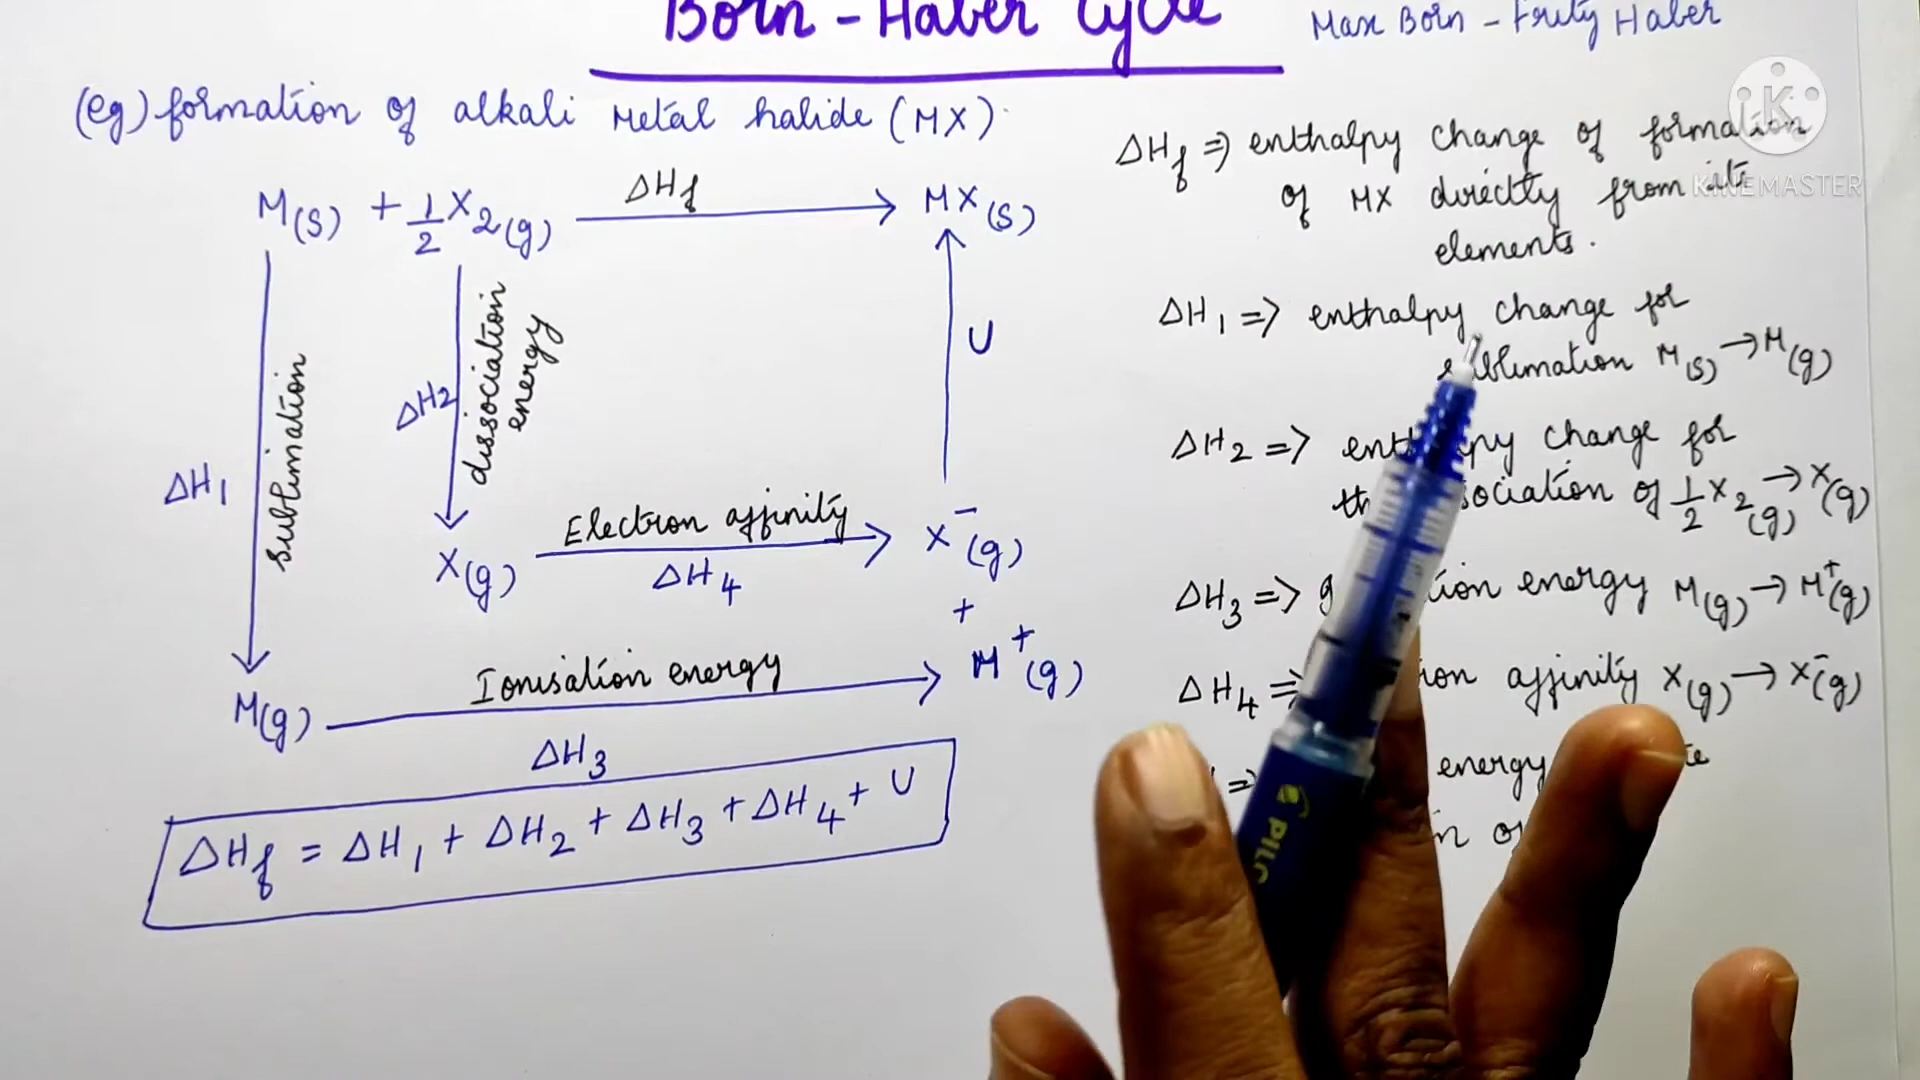 Born - Haber Cycle
Max Born - Frity Haber
K
KINEMASTER
(eg) formation of alkali Metal halide (MX).
M(s) + 1/2 X2(g)
ΔHf
MX(s)
ΔH1
Sublimation
ΔH2
dissociation
energy
U
X(g)
Electron affinity
ΔH4
X-(g)
+
M(g)
Ionisation energy
ΔH3
M+(g)
ΔHf = ΔH1 + ΔH2 + ΔH3 + ΔH4 + U
ΔHf => enthalpy change of formation
of MX directly from its
elements.
ΔH1 => enthalpy change for
sublimation M(s) → M(g)
ΔH2 => change for
of 1/2 X2(g) → X(g)
ΔH3 => energy M(g) → M+(g)
ΔH4 => affinity X(g) → X-(g)
=> energy
PILO